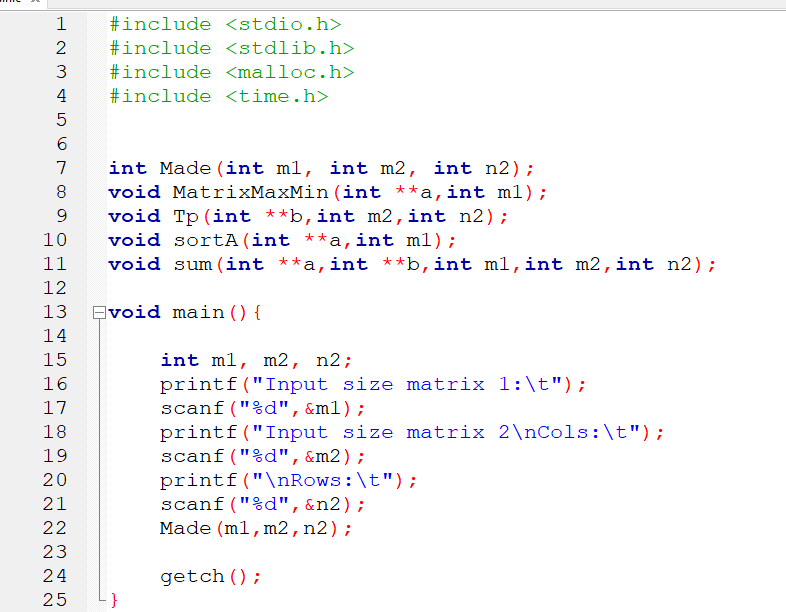 1 #include <stdio.h>
2 #include <stdlib.h>
3 #include <malloc.h>
4 #include <time.h>
5
6
7 int Made(int m1, int m2, int n2);
8 void MatrixMaxMin(int **a,int m1);
9 void Tp(int **b,int m2,int n2);
10 void sortA(int **a,int m1);
11 void sum(int **a,int **b,int m1,int m2,int n2);
12
13 void main(){
14
15 int m1, m2, n2;
16 printf("Input size matrix 1:\t");
17 scanf("%d",&m1);
18 printf("Input size matrix 2\nCols:\t");
19 scanf("%d",&m2);
20 printf("\nRows:\t");
21 scanf("%d",&n2);
22 Made(m1,m2,n2);
23
24 getch();
25 }